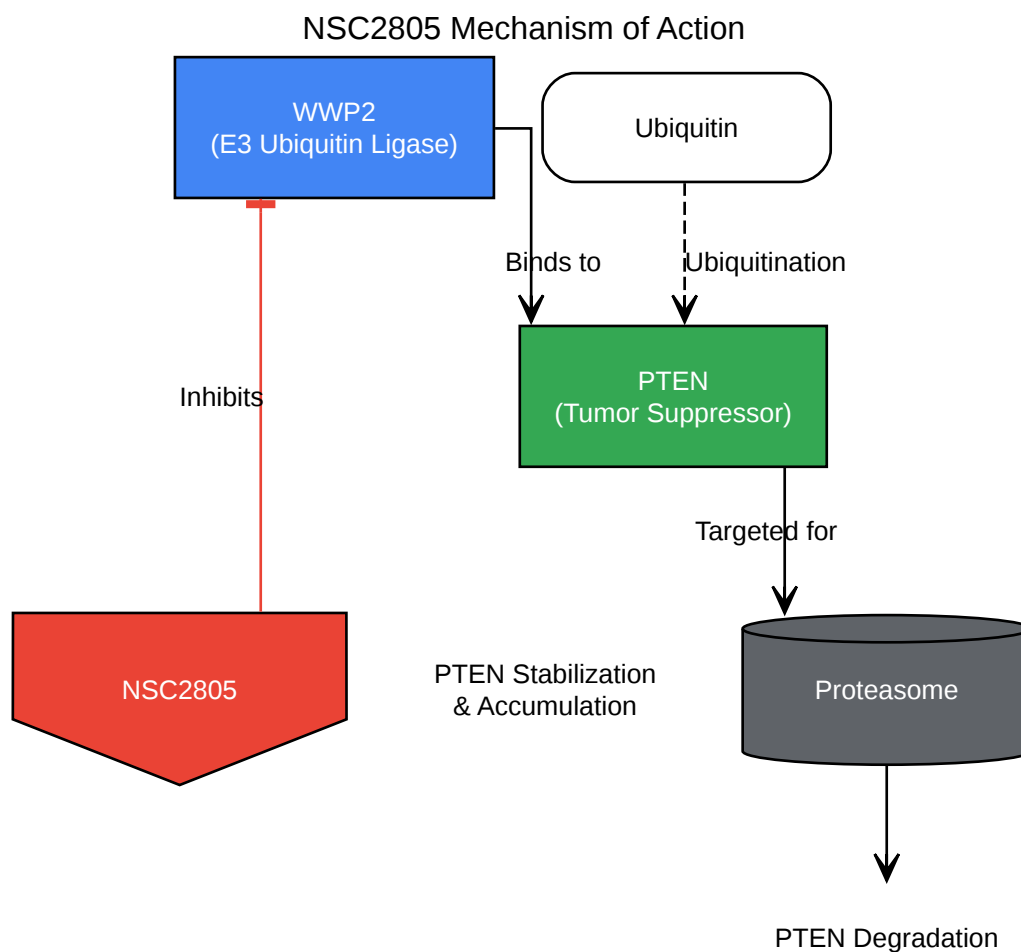 NSC2805 Mechanism of Action
WWP2
(E3 Ubiquitin Ligase)
Ubiquitin
Binds to
Ubiquitination
PTEN
(Tumor Suppressor)
Inhibits
Targeted for
NSC2805
PTEN Stabilization
& Accumulation
Proteasome
PTEN Degradation